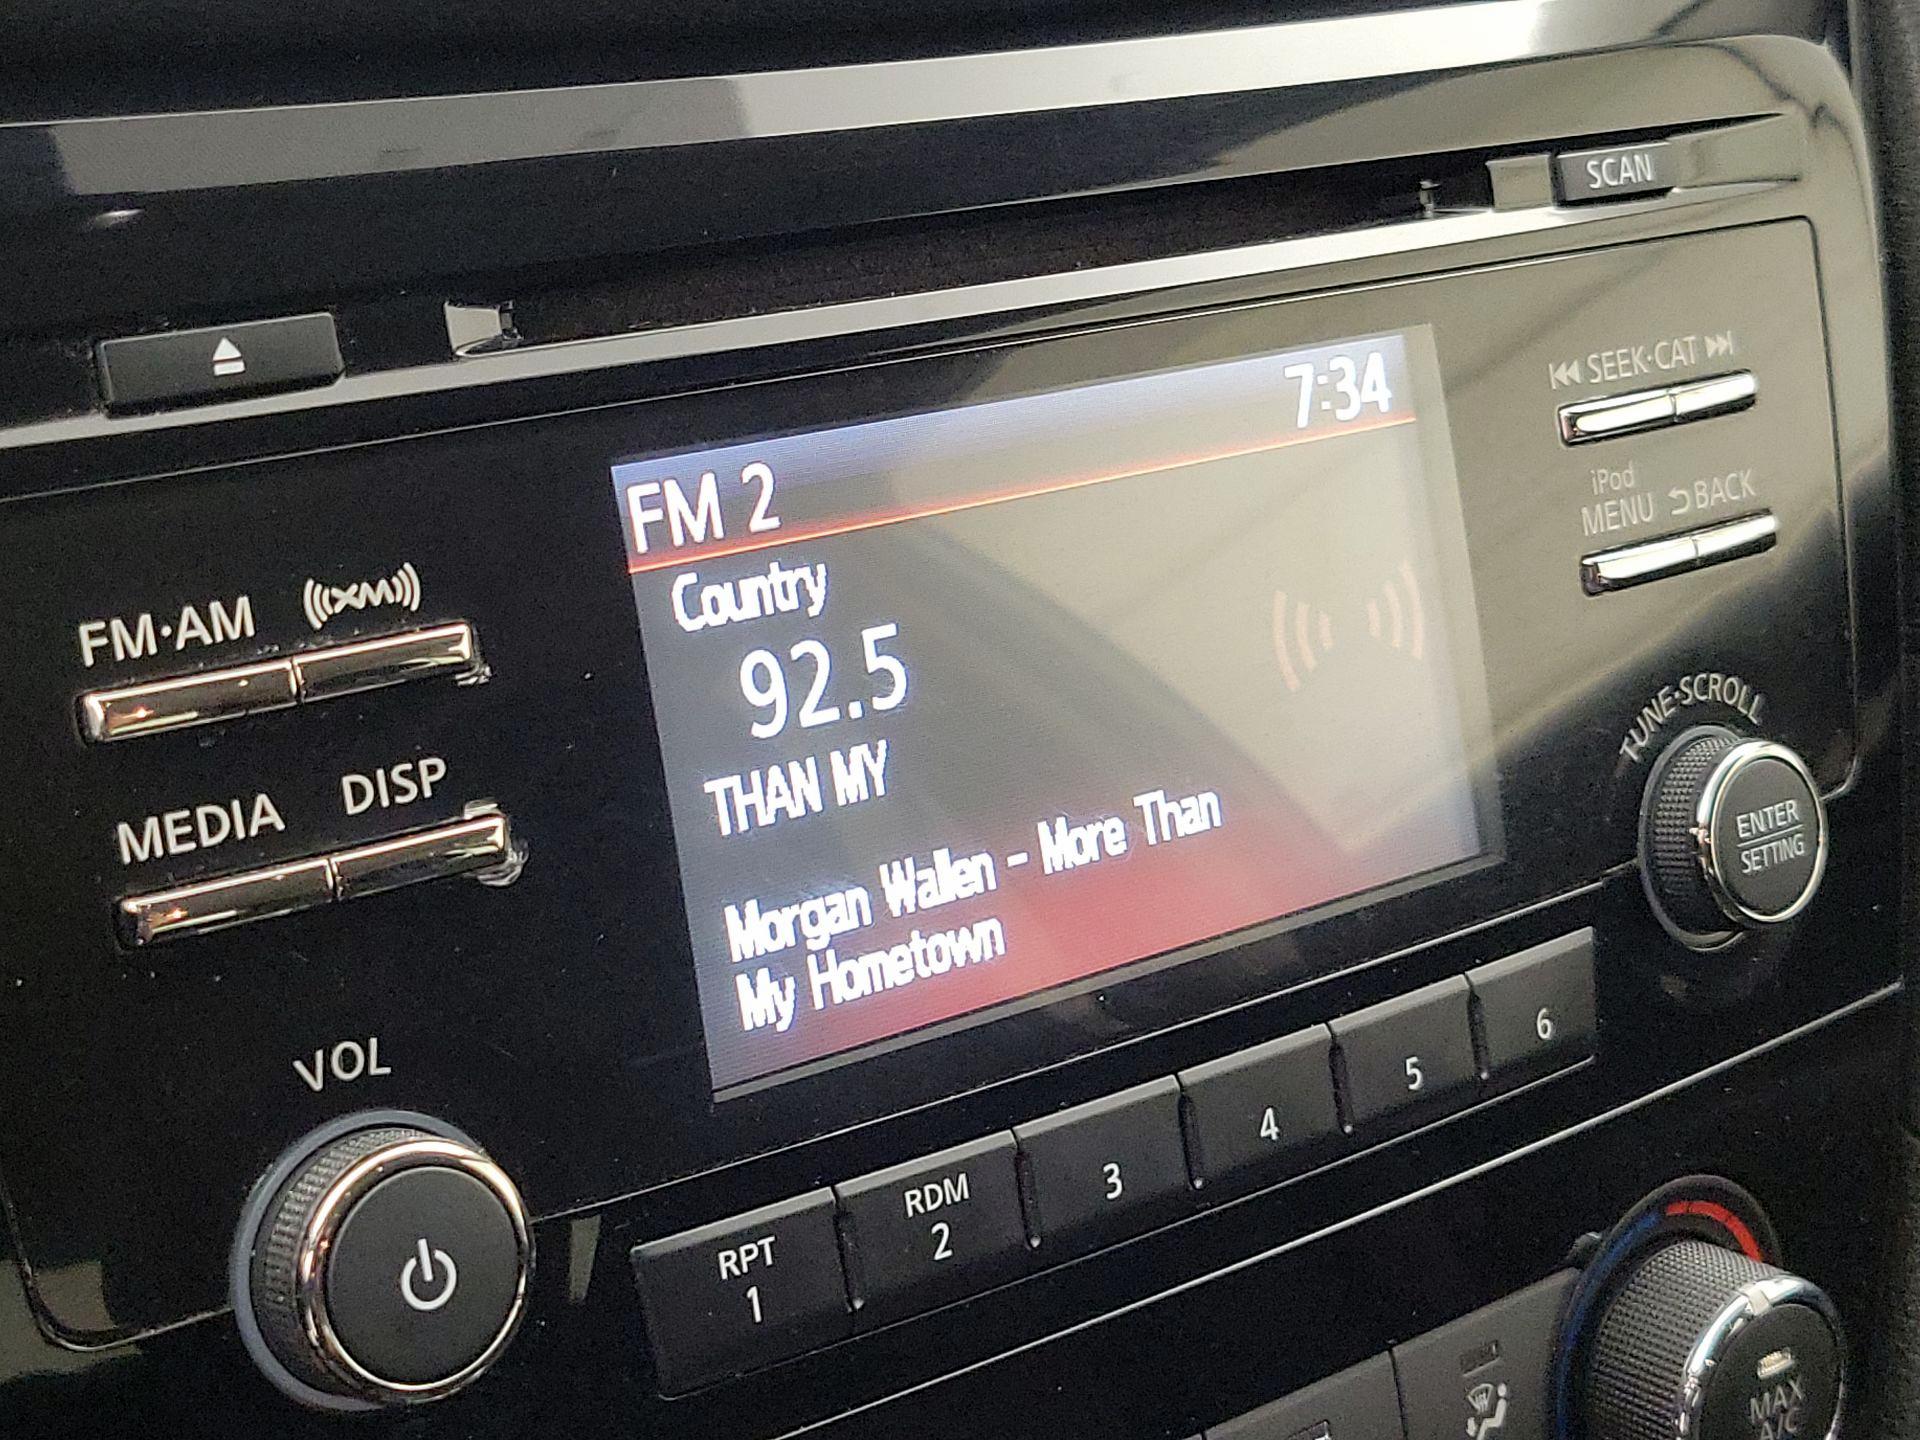 SCAN
7:34
SEEK·CAT
FM 2
iPod
MENU BACK
Country
FM·AM ((XM))
92.5
TUNE·SCROLL
THAN MY
MEDIA DISP
ENTER
SETTING
Morgan Wallen - More Than
My Hometown
VOL
RPT
1
RDM
2
3
4
5
6
MAX
A/C